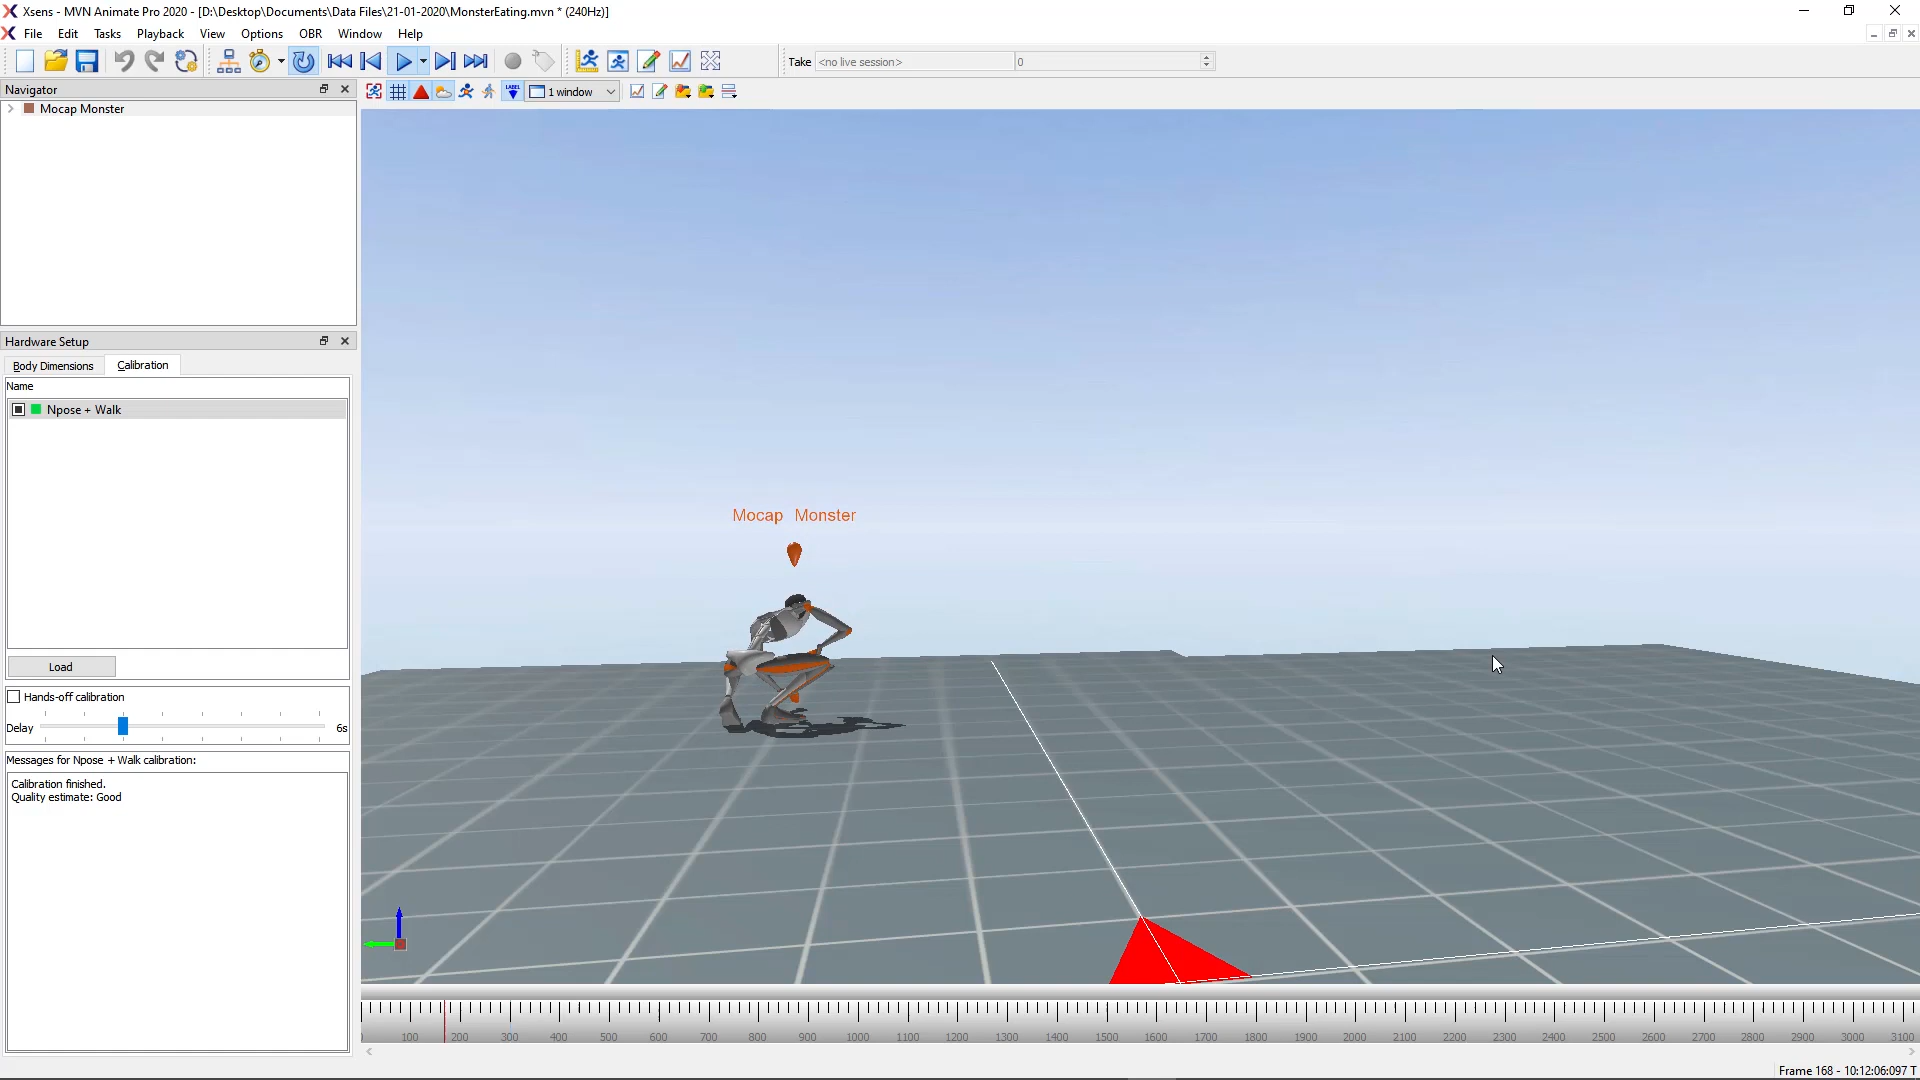 Xsens - MVN Animate Pro 2020 - [D:\Desktop\Documents\Data Files\21-01-2020\MonsterEating.mvn * (240Hz)]
File Edit Tasks Playback View Options OBR Window Help
Take <no live session> 0
Navigator
LABEL 1 window
Mocap Monster
Hardware Setup
Body Dimensions Calibration
Name
Npose + Walk
Mocap Monster
Load
Hands-off calibration
Delay 6s
Messages for Npose + Walk calibration:
Calibration finished.
Quality estimate: Good
100 200 300 400 500 600 700 800 900 1000 1100 1200 1300 1400 1500 1600 1700 1800 1900 2000 2100 2200 2300 2400 2500 2600 2700 2800 2900 3000 3100
Frame 168 - 10:12:06:097 T